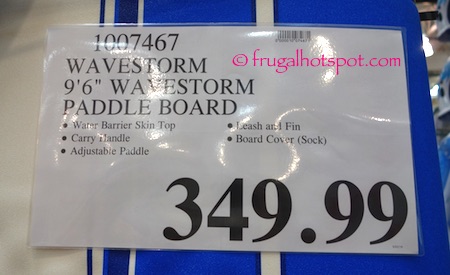 1007467
© frugalhotspot.com
WAVESTORM
9'6" WAVESTORM
PADDLE BOARD
• Water Barrier Skin Top
• Carry Handle
• Adjustable Paddle
• Leash and Fin
• Board Cover (Sock)
349.99